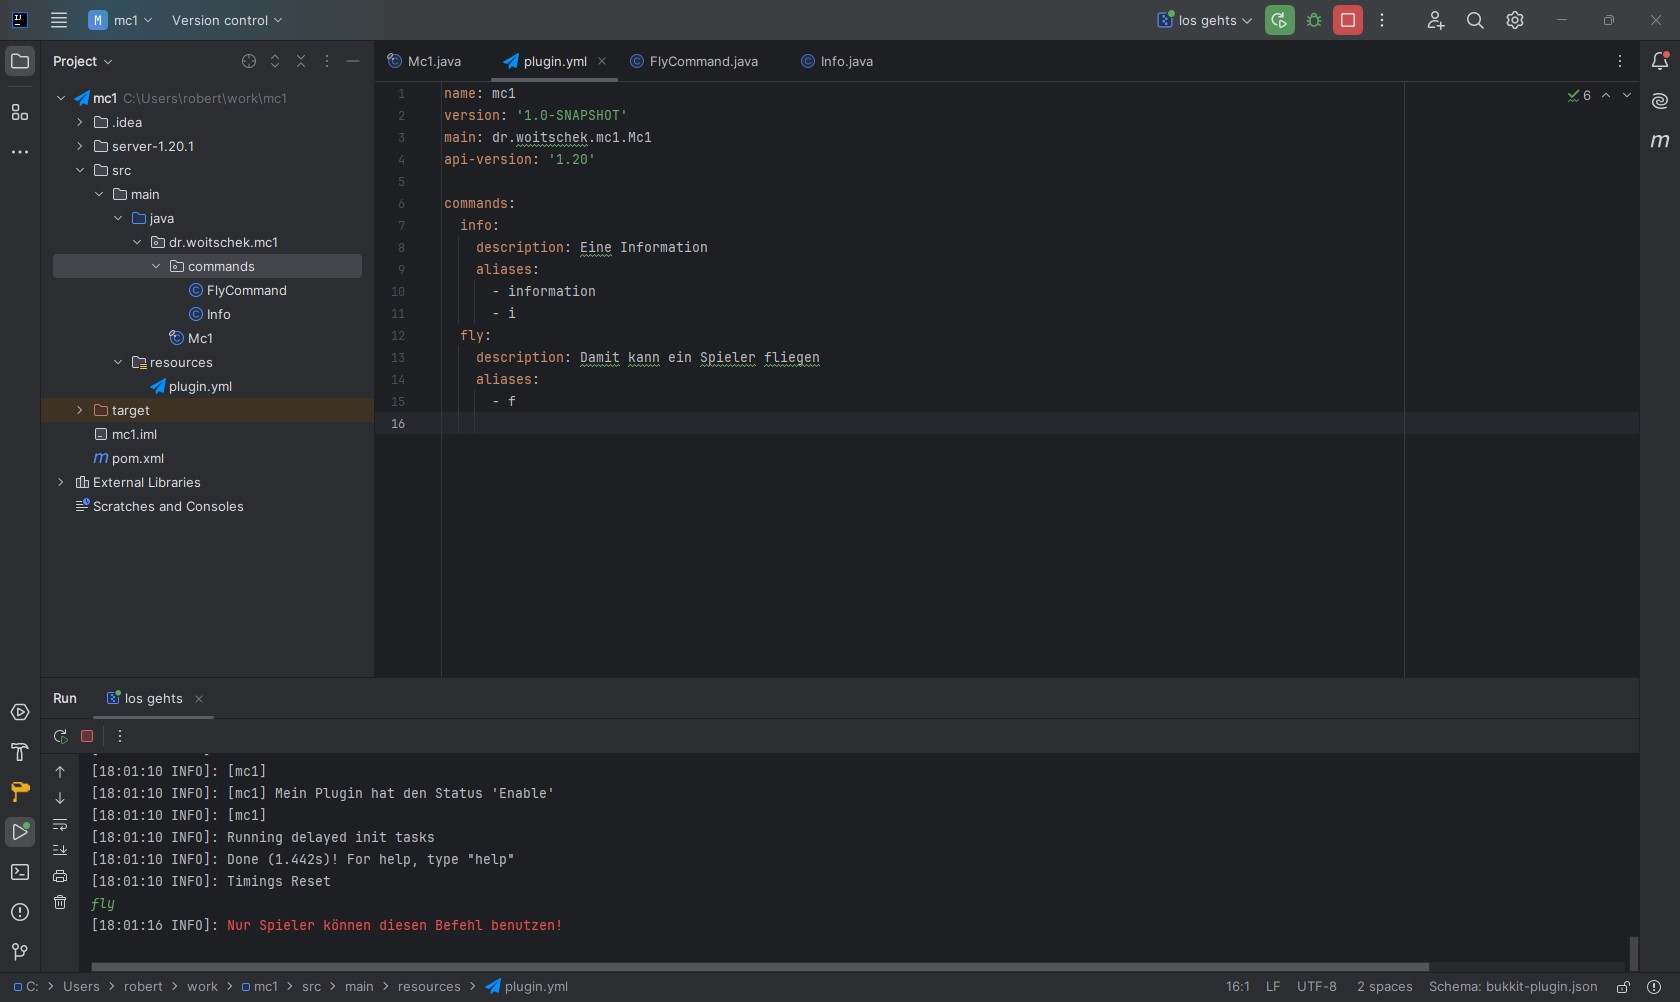 M mc1 Version control los gehts
Project
Mc1.java plugin.yml FlyCommand.java Info.java
mc1 C:\Users\robert\work\mc1
.idea
server-1.20.1
src
main
java
dr.woitschek.mc1
commands
FlyCommand
Info
Mc1
resources
plugin.yml
target
mc1.iml
m pom.xml
External Libraries
Scratches and Consoles
1 name: mc1
2 version: '1.0-SNAPSHOT'
3 main: dr.woitschek.mc1.Mc1
4 api-version: '1.20'
5
6 commands:
7 info:
8 description: Eine Information
9 aliases:
10 - information
11 - i
12 fly:
13 description: Damit kann ein Spieler fliegen
14 aliases:
15 - f
16
6
m
Run los gehts
[18:01:10 INFO]: [mc1]
[18:01:10 INFO]: [mc1] Mein Plugin hat den Status 'Enable'
[18:01:10 INFO]: [mc1]
[18:01:10 INFO]: Running delayed init tasks
[18:01:10 INFO]: Done (1.442s)! For help, type "help"
[18:01:10 INFO]: Timings Reset
fly
[18:01:16 INFO]: Nur Spieler können diesen Befehl benutzen!
C: > Users > robert > work > mc1 > src > main > resources > plugin.yml 16:1 LF UTF-8 2 spaces Schema: bukkit-plugin.json